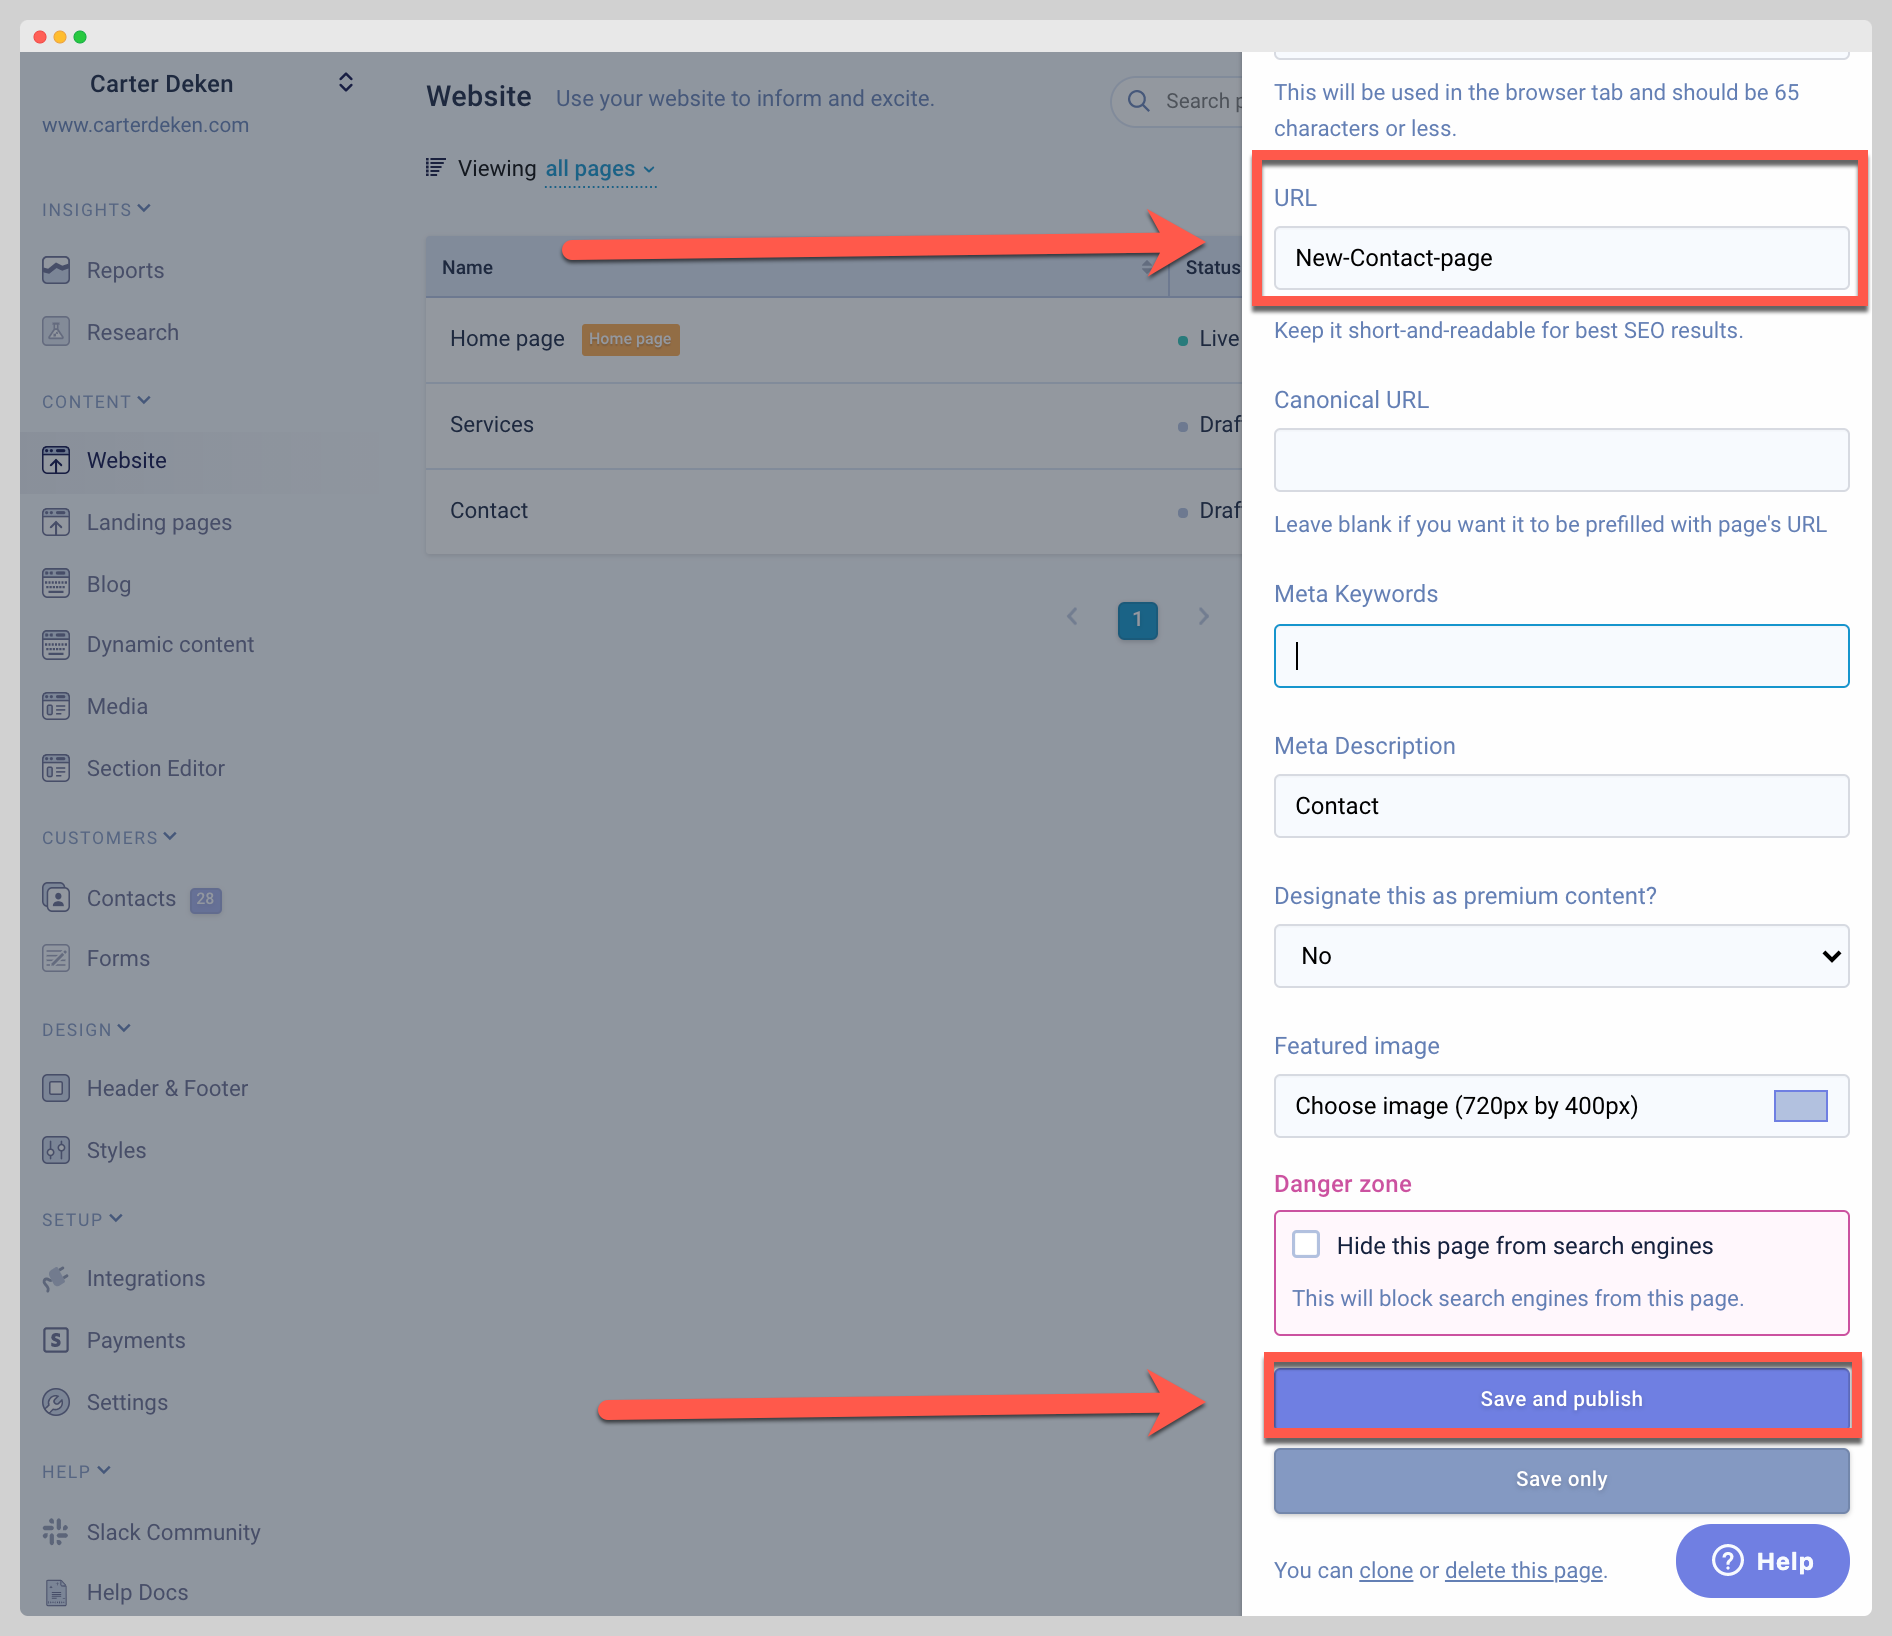 Carter Deken
www.carterdeken.com
INSIGHTS
Reports
Research
CONTENT
Website
Landing pages
Blog
Dynamic content
Media
Section Editor
CUSTOMERS
Contacts 28
Forms
DESIGN
Header & Footer
Styles
SETUP
Integrations
Payments
Settings
HELP
Slack Community
Help Docs
Website Use your website to inform and excite.
Search p
Viewing all pages
Name Status
Home page Home page Live
Services Draf
Contact Draf
1
This will be used in the browser tab and should be 65
characters or less.
URL
New-Contact-page
Keep it short-and-readable for best SEO results.
Canonical URL
Leave blank if you want it to be prefilled with page's URL
Meta Keywords
Meta Description
Contact
Designate this as premium content?
No
Featured image
Choose image (720px by 400px)
Danger zone
Hide this page from search engines
This will block search engines from this page.
Save and publish
Save only
You can clone or delete this page.
Help